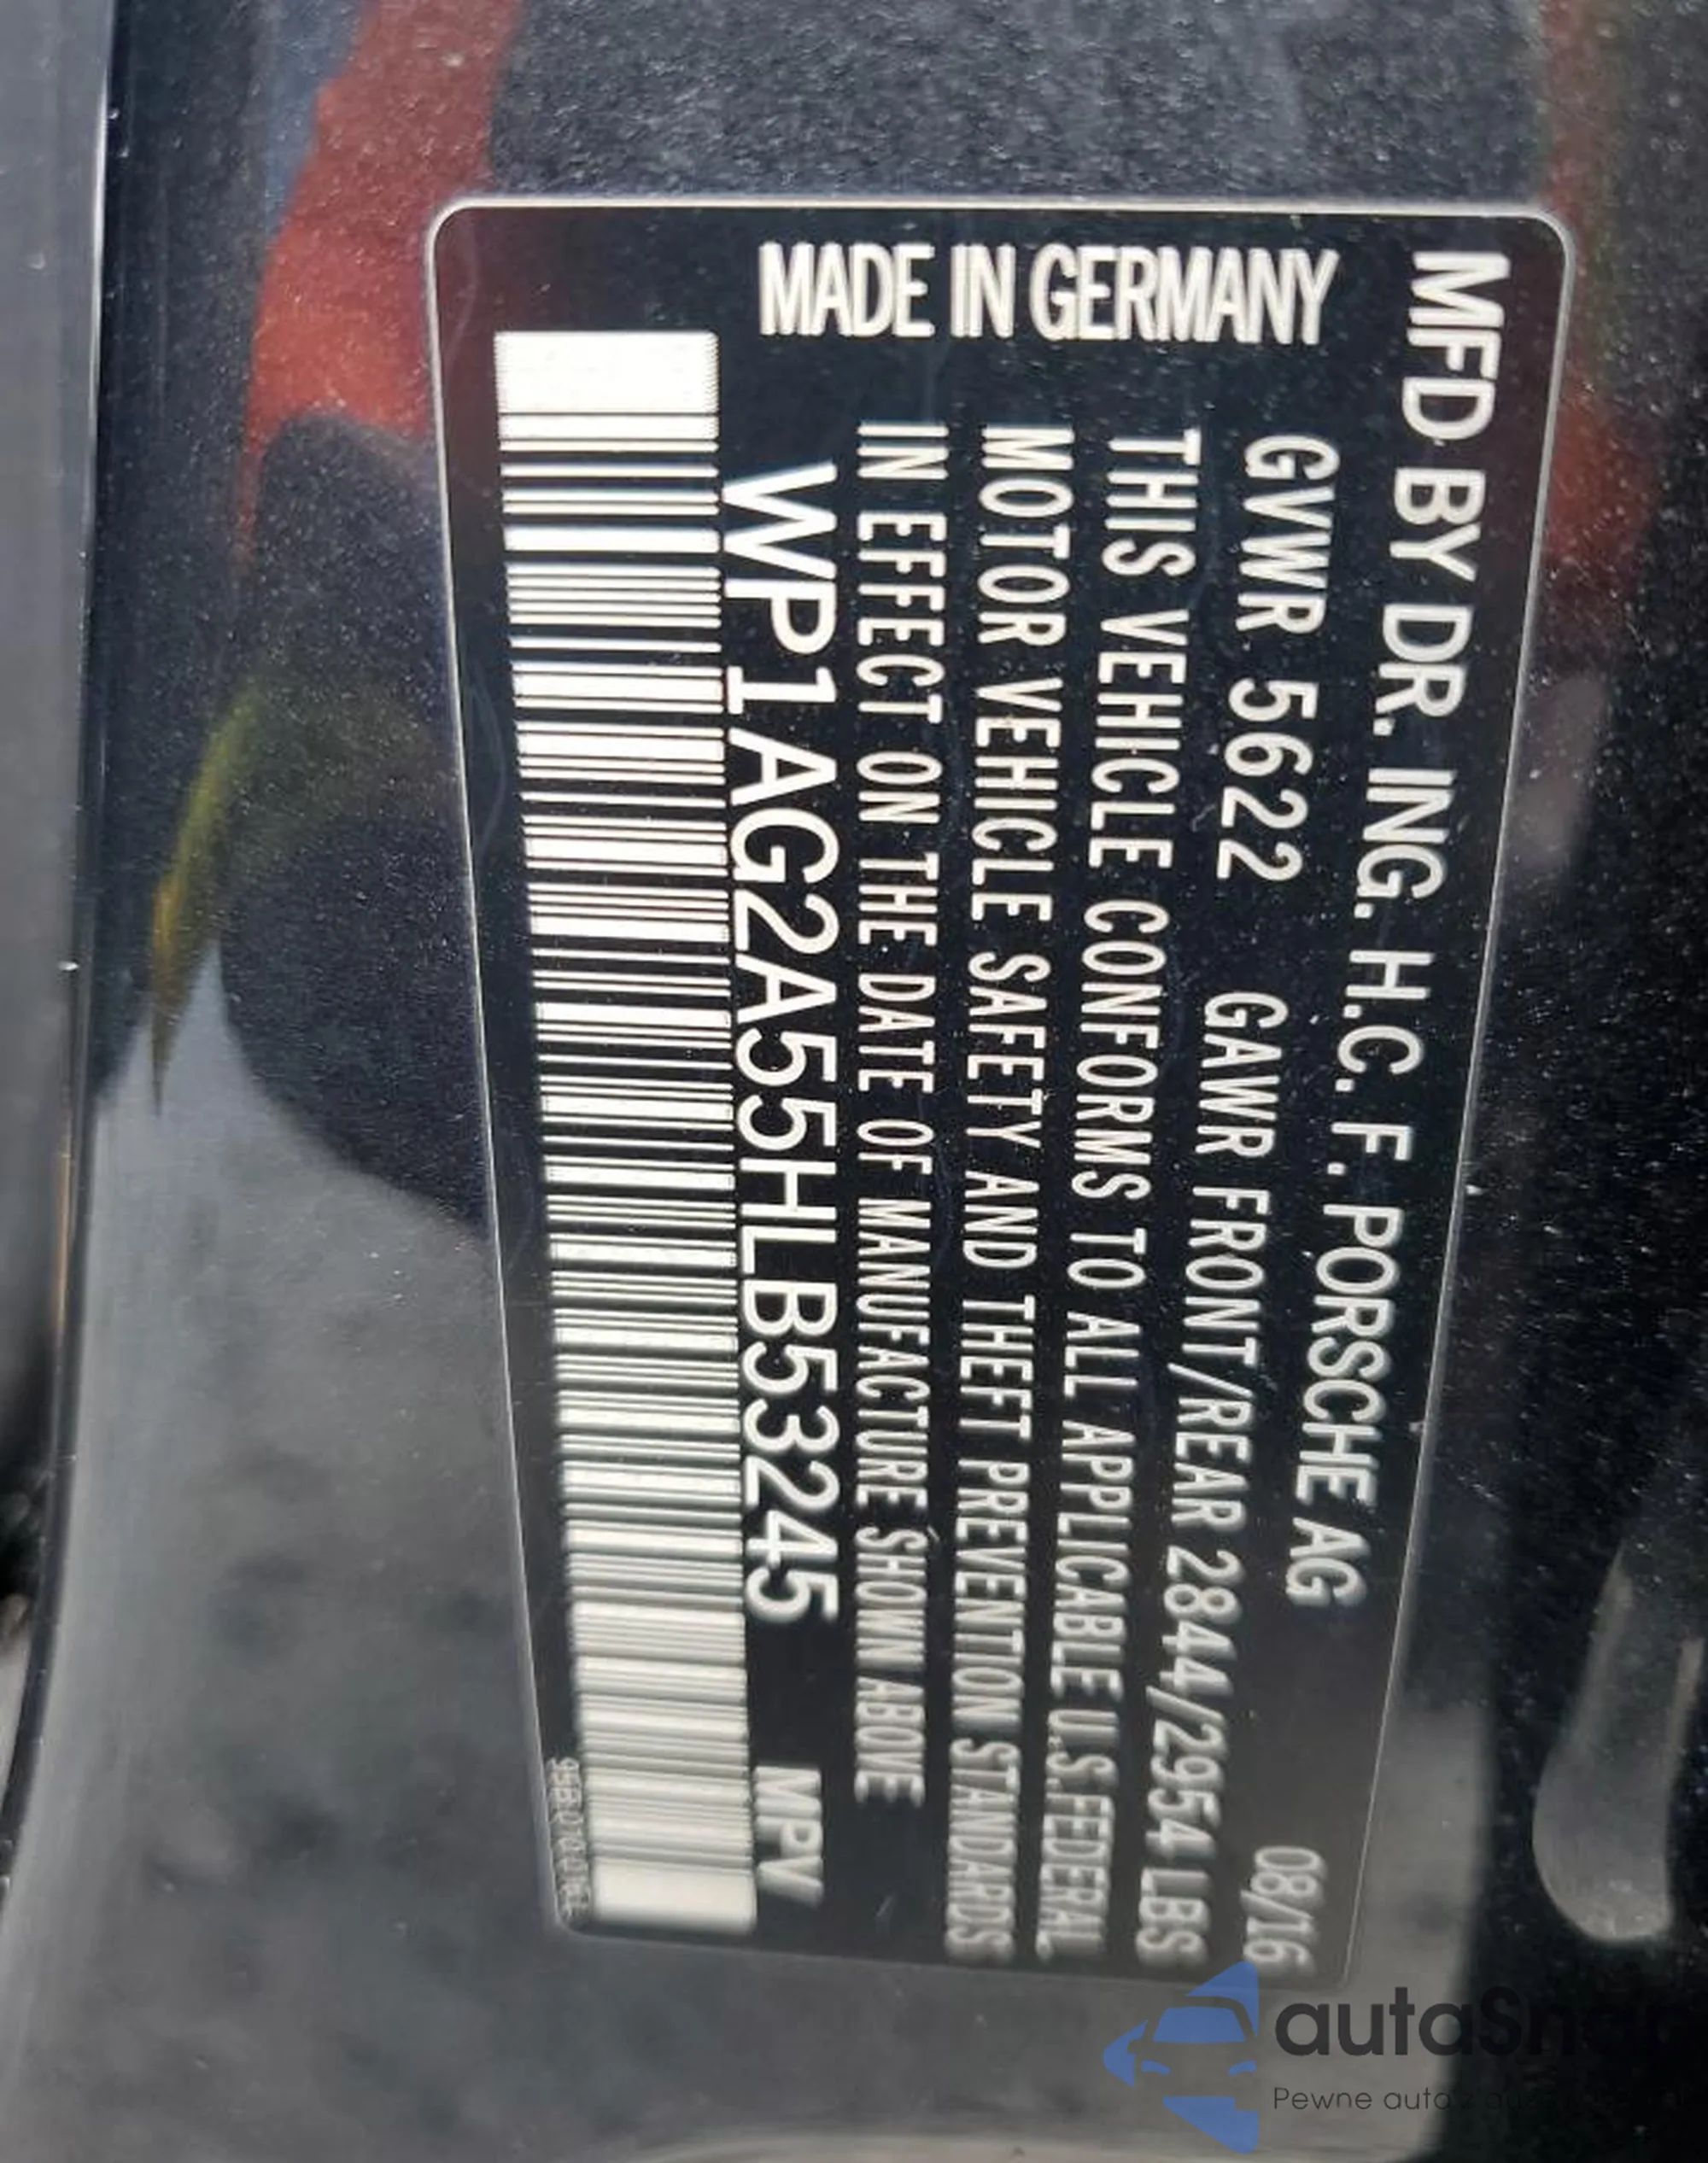 MFD BY DR. ING. H.C. F. PORSCHE AG 08/16
GVWR 5622 GAWR FRONT/REAR 2844/2954 LBS
THIS VEHICLE CONFORMS TO ALL APPLICABLE U.S.FEDERAL
MOTOR VEHICLE SAFETY AND THEFT PREVENTION STANDARDS
IN EFFECT ON THE DATE OF MANUFACTURE SHOWN ABOVE
WP1AG2A55HLB53245 MPV
MADE IN GERMANY
Pewne auta z